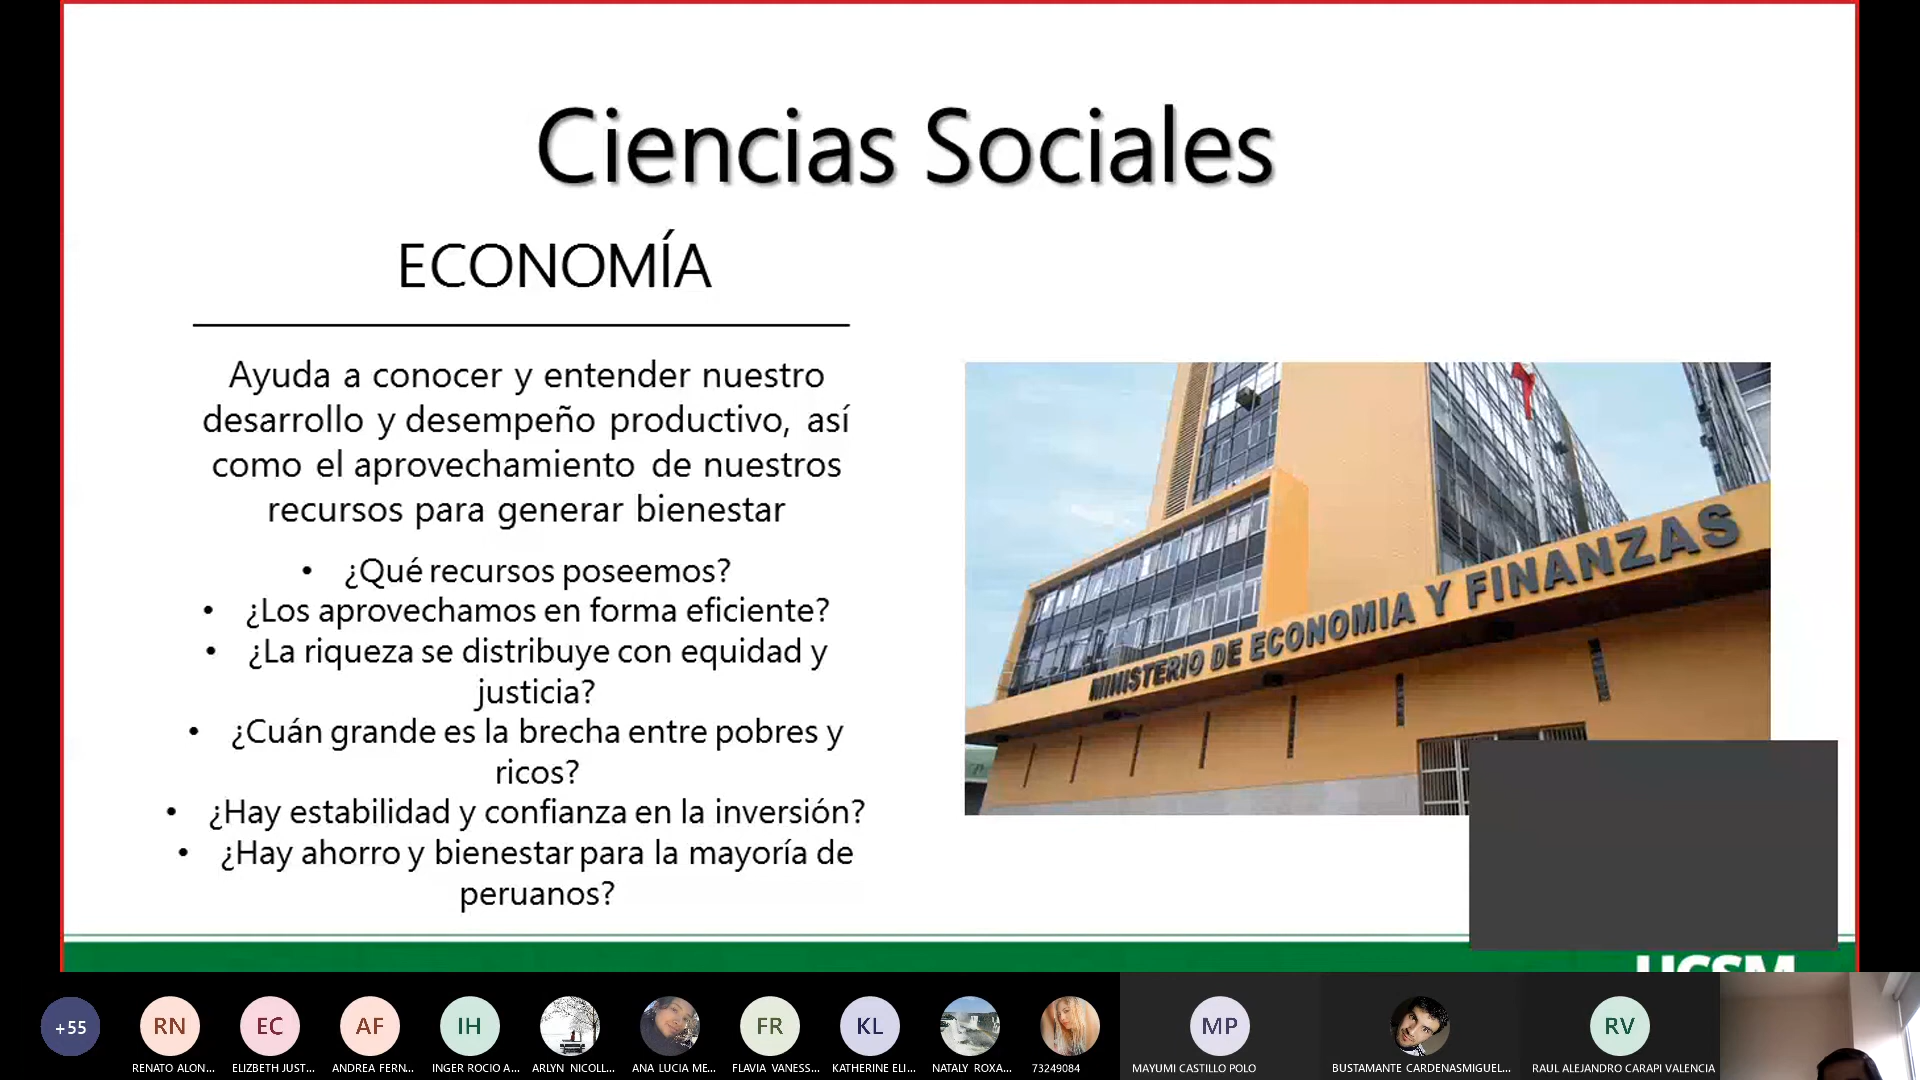 Ciencias Sociales
ECONOMÍA
Ayuda a conocer y entender nuestro
desarrollo y desempeño productivo, así
como el aprovechamiento de nuestros
recursos para generar bienestar
• ¿Qué recursos poseemos?
• ¿Los aprovechamos en forma eficiente?
• ¿La riqueza se distribuye con equidad y
justicia?
• ¿Cuán grande es la brecha entre pobres y
ricos?
• ¿Hay estabilidad y confianza en la inversión?
• ¿Hay ahorro y bienestar para la mayoría de
peruanos?
MINISTERIO DE ECONOMIA Y FINANZAS
UCSM
+55
RN
EC
AF
IH
FR
KL
MP
RV
RENATO ALON...
ELIZBETH JUST...
ANDREA FERN...
INGER ROCIO A...
ARLYN NICOLL...
ANA LUCIA ME...
FLAVIA VANESS...
KATHERINE ELI...
NATALY ROXA...
73249084
MAYUMI CASTILLO POLO
BUSTAMANTE CARDENASMIGUEL...
RAUL ALEJANDRO CARAPI VALENCIA